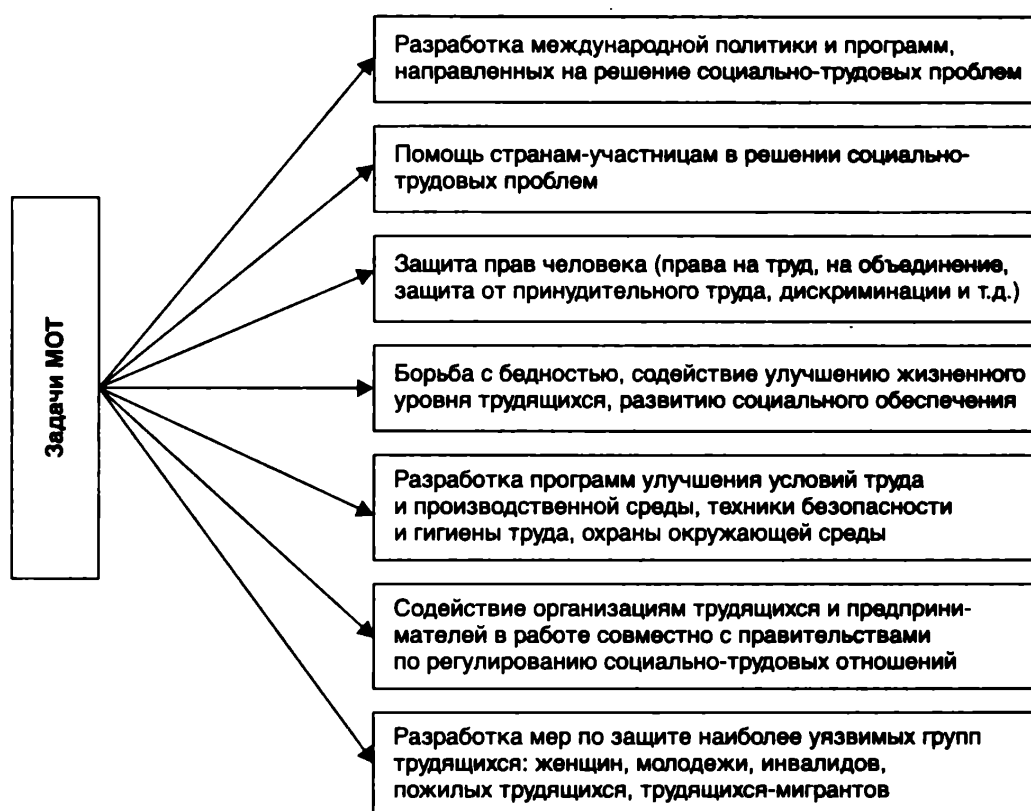 Задачи МОТ
Разработка международной политики и программ,
направленных на решение социально-трудовых проблем
Помощь странам-участницам в решении социально-
трудовых проблем
Защита прав человека (права на труд, на объединение,
защита от принудительного труда, дискриминации и т.д.)
Борьба с бедностью, содействие улучшению жизненного
уровня трудящихся, развитию социального обеспечения
Разработка программ улучшения условий труда
и производственной среды, техники безопасности
и гигиены труда, охраны окружающей среды
Содействие организациям трудящихся и предприни-
мателей в работе совместно с правительствами
по регулированию социально-трудовых отношений
Разработка мер по защите наиболее уязвимых групп
трудящихся: женщин, молодежи, инвалидов,
пожилых трудящихся, трудящихся-мигрантов